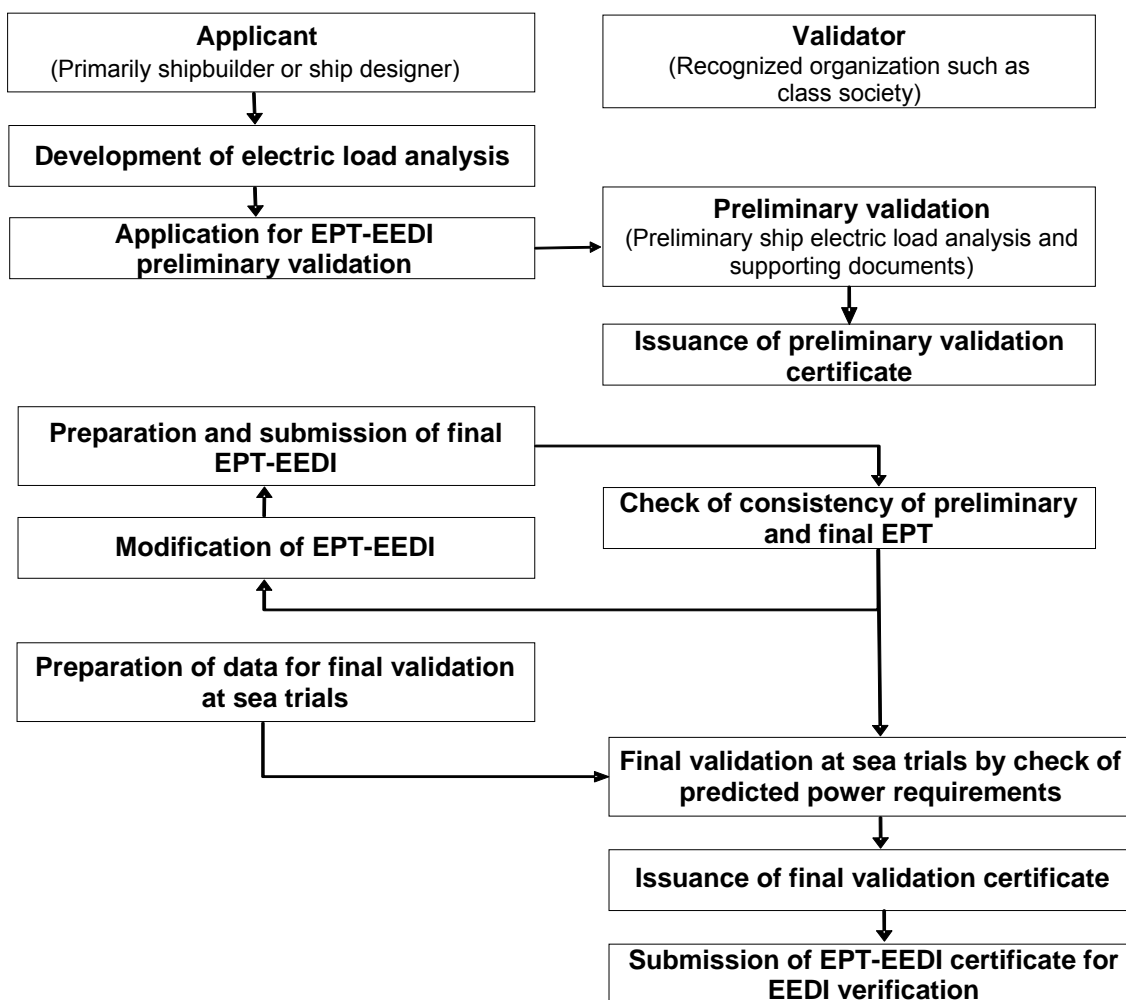 Applicant
(Primarily shipbuilder or ship designer)
Validator
(Recognized organization such as
class society)
Development of electric load analysis
Application for EPT-EEDI
preliminary validation
Preliminary validation
(Preliminary ship electric load analysis and
supporting documents)
Issuance of preliminary validation
certificate
Preparation and submission of final
EPT-EEDI
Check of consistency of preliminary
and final EPT
Modification of EPT-EEDI
Preparation of data for final validation
at sea trials
Final validation at sea trials by check of
predicted power requirements
Issuance of final validation certificate
Submission of EPT-EEDI certificate for
EEDI verification